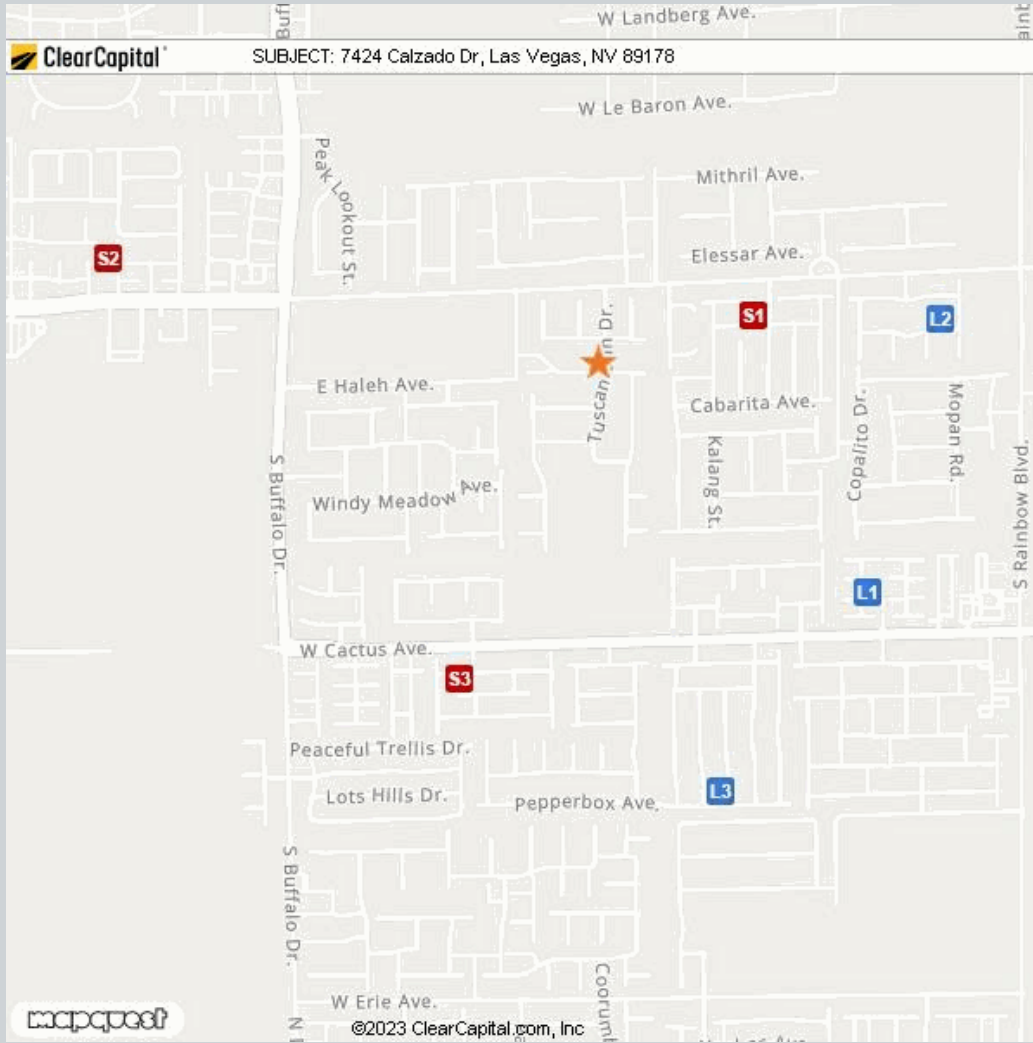 W Landberg Ave.
ClearCapital
SUBJECT: 7424 Calzado Dr, Las Vegas, NV 89178
W Le Baron Ave.
Peak Lookout St.
Mithril Ave.
Elessar Ave.
S2
S1
L2
E Haleh Ave.
Cabarita Ave.
Kalang St.
Copalito Dr.
Mopan Rd.
S Rainbow Blvd.
S Buffalo Dr.
Windy Meadow Ave.
L1
W Cactus Ave.
S3
Peaceful Trellis Dr.
Lots Hills Dr.
Pepperbox Ave.
L3
S Buffalo Dr.
W Erie Ave.
mapquest
©2023 ClearCapital.com, Inc